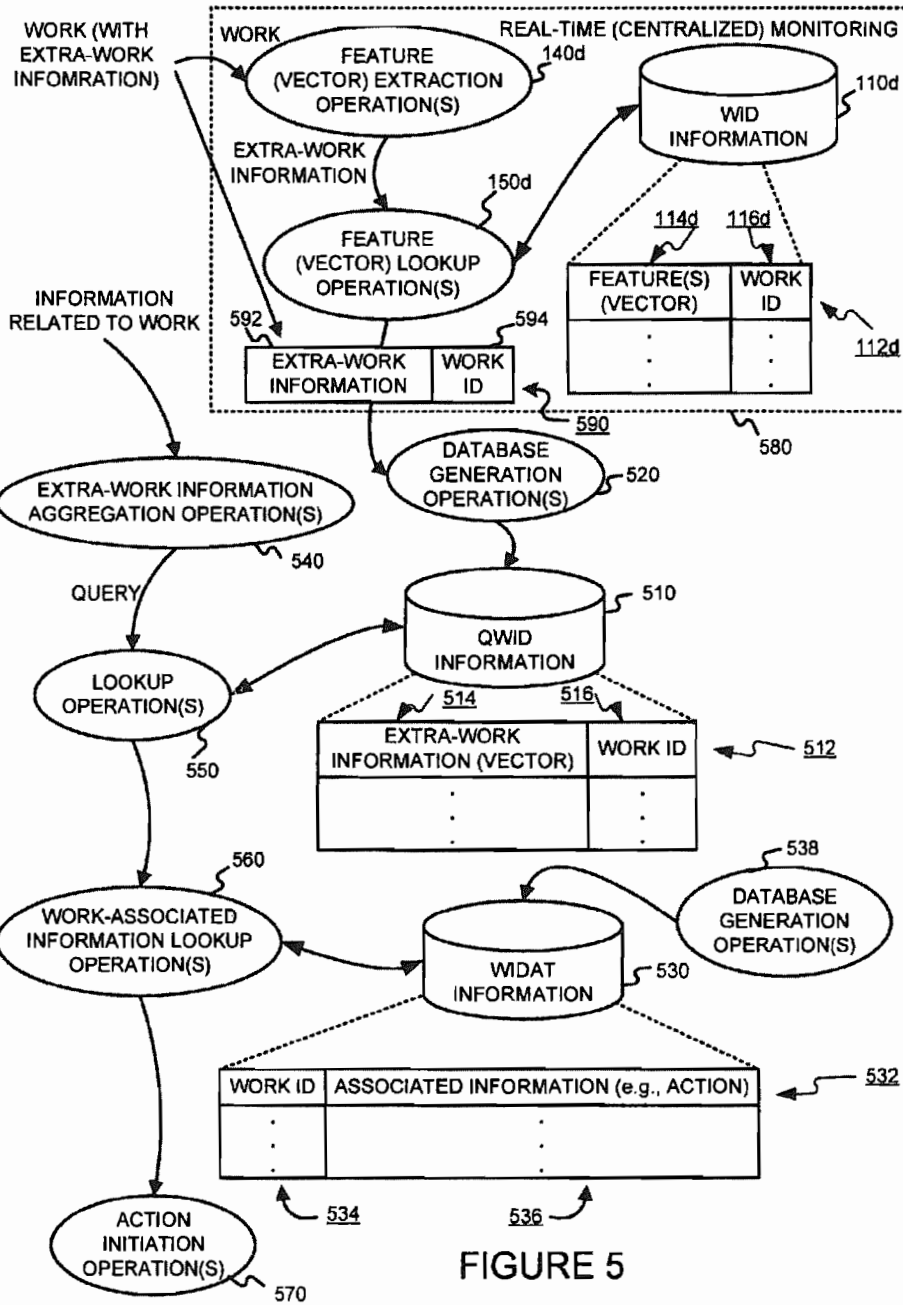 WORK (WITH
EXTRA-WORK
INFOMRATION)
WORK
REAL-TIME (CENTRALIZED) MONITORING
FEATURE
(VECTOR) EXTRACTION
OPERATION(S)
140d
WID
INFORMATION
110d
EXTRA-WORK
INFORMATION
150d
FEATURE
(VECTOR) LOOKUP
OPERATION(S)
114d
116d
FEATURE(S)
(VECTOR)
WORK
ID
112d
INFORMATION
RELATED TO WORK
592
594
EXTRA-WORK
INFORMATION
WORK
ID
590
580
DATABASE
GENERATION
OPERATION(S)
520
EXTRA-WORK INFORMATION
AGGREGATION OPERATION(S)
540
QUERY
510
QWID
INFORMATION
LOOKUP
OPERATION(S)
550
514
516
EXTRA-WORK
INFORMATION (VECTOR)
WORK ID
512
560
WORK-ASSOCIATED
INFORMATION LOOKUP
OPERATION(S)
538
DATABASE
GENERATION
OPERATION(S)
WIDAT
INFORMATION
530
WORK ID
ASSOCIATED INFORMATION (e.g., ACTION)
532
534
536
ACTION
INITIATION
OPERATION(S)
570
FIGURE 5